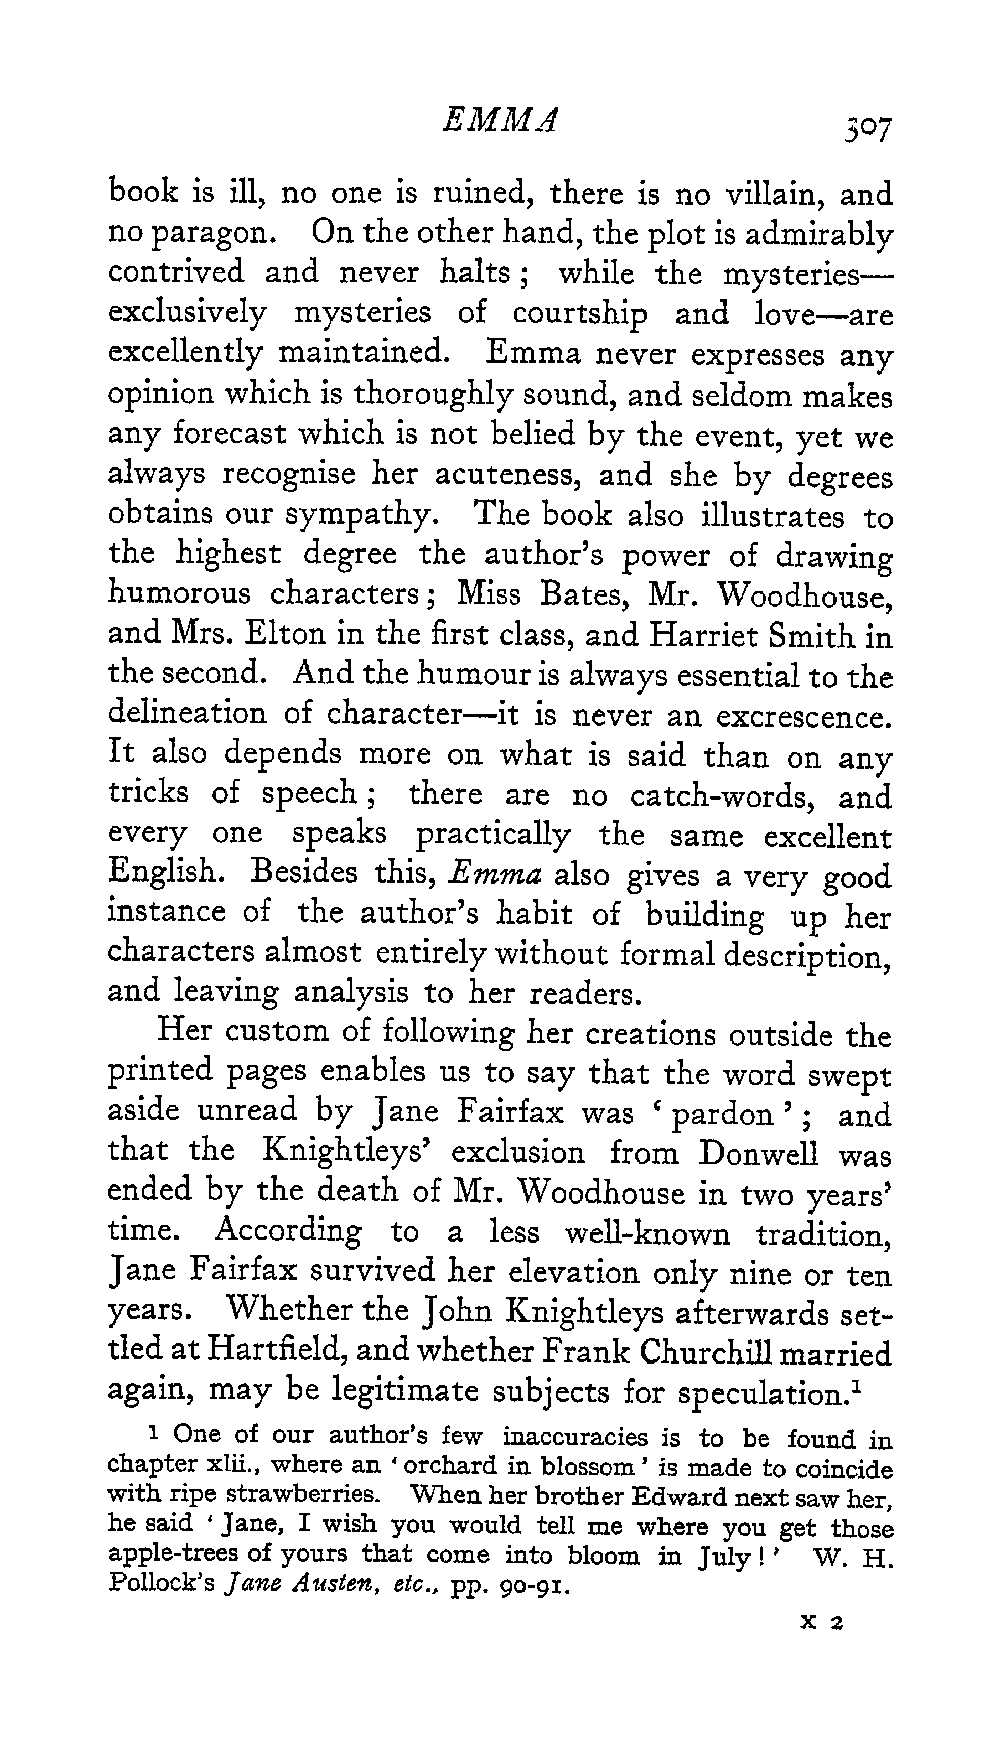 EMMA 307
book is ill, no one is ruined, there is no villain, and
no paragon. On the other hand, the plot is admirably
contrived and never halts ; while the mysteries—
exclusively mysteries of courtship and love—are
excellently maintained. Emma never expresses any
opinion which is thoroughly sound, and seldom makes
any forecast which is not belied by the event, yet we
always recognise her acuteness, and she by degrees
obtains our sympathy. The book also illustrates to
the highest degree the author's power of drawing
humorous characters ; Miss Bates, Mr. Woodhouse,
and Mrs. Elton in the first class, and Harriet Smith in
the second. And the humour is always essential to the
delineation of character—it is never an excrescence.
It also depends more on what is said than on any
tricks of speech ; there are no catch-words, and
every one speaks practically the same excellent
English. Besides this, Emma also gives a very good
instance of the author's habit of building up her
characters almost entirely without formal description,
and leaving analysis to her readers.
Her custom of following her creations outside the
printed pages enables us to say that the word swept
aside unread by Jane Fairfax was ‘ pardon ’ ; and
that the Knightleys’ exclusion from Donwell was
ended by the death of Mr. Woodhouse in two years’
time. According to a less well-known tradition,
Jane Fairfax survived her elevation only nine or ten
years. Whether the John Knightleys afterwards set-
tled at Hartfield, and whether Frank Churchill married
again, may be legitimate subjects for speculation.¹
1 One of our author's few inaccuracies is to be found in
chapter xlii., where an ‘ orchard in blossom ’ is made to coincide
with ripe strawberries. When her brother Edward next saw her,
he said ‘ Jane, I wish you would tell me where you get those
apple-trees of yours that come into bloom in July ! ’ W. H.
Pollock's Jane Austen, etc., pp. 90-91.
X 2